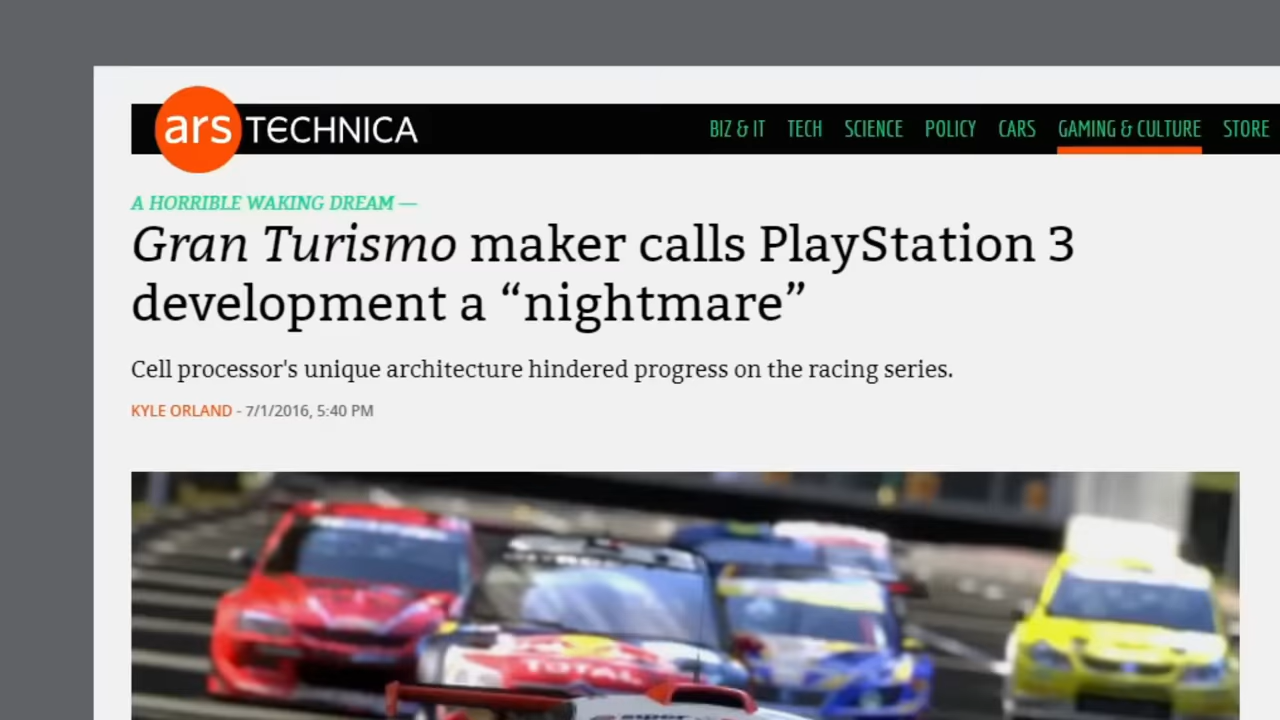 ars TECHNICA
BIZ & IT TECH SCIENCE POLICY CARS GAMING & CULTURE STORE
A HORRIBLE WAKING DREAM —
Gran Turismo maker calls PlayStation 3
development a “nightmare”
Cell processor's unique architecture hindered progress on the racing series.
KYLE ORLAND - 7/1/2016, 5:40 PM
TOTAL
super